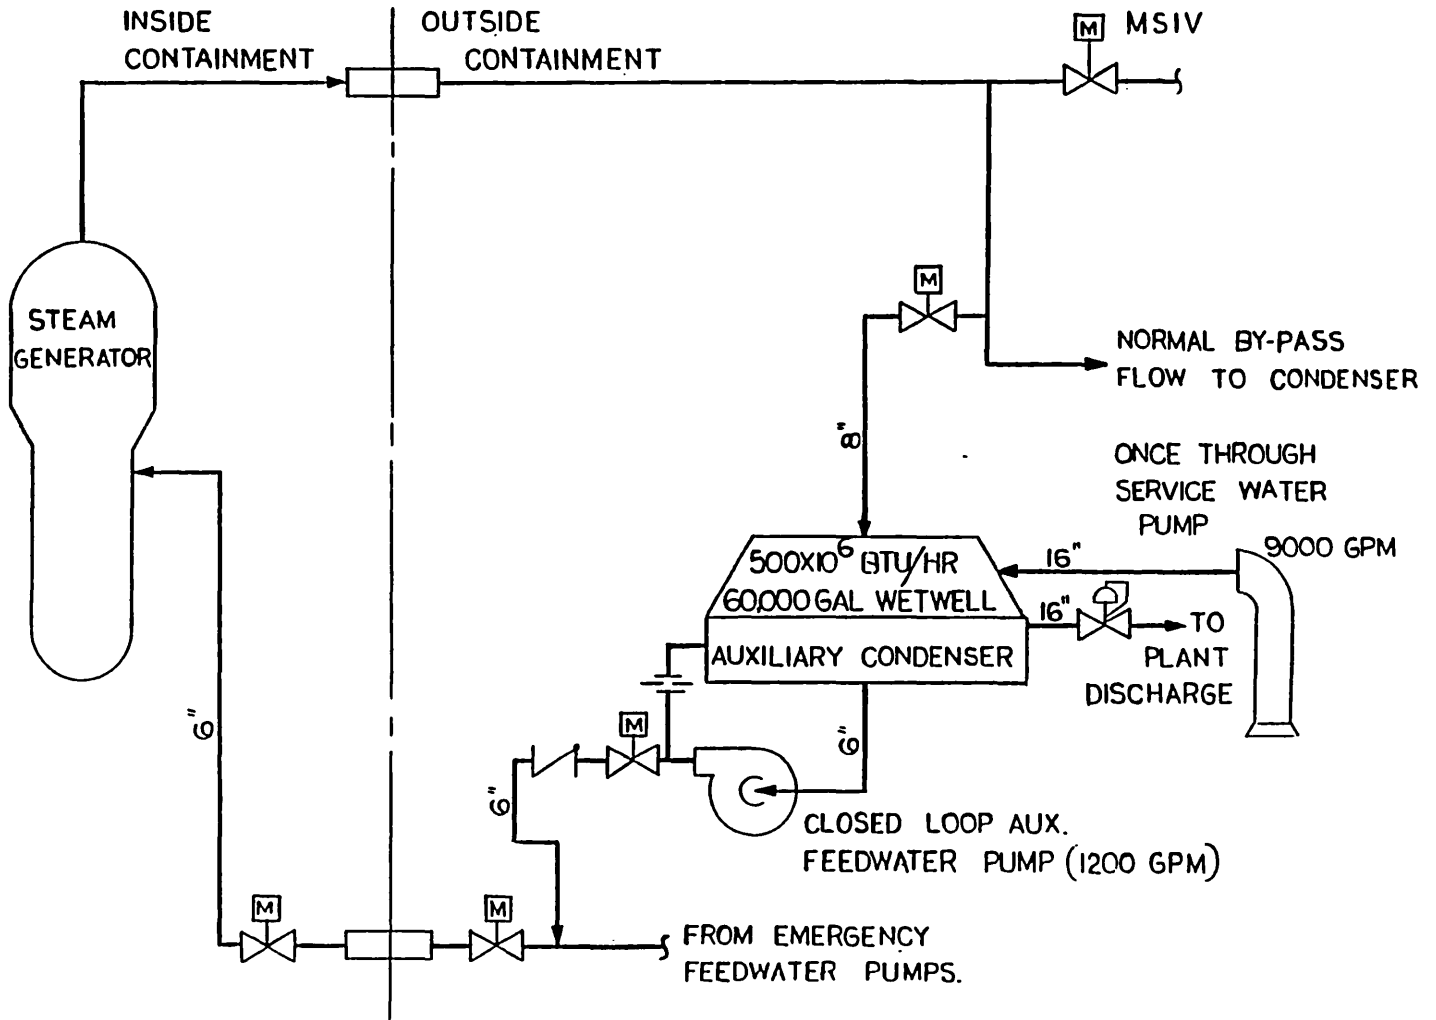 INSIDE
CONTAINMENT
OUTSIDE
CONTAINMENT
M
MSIV
STEAM
GENERATOR
M
NORMAL BY-PASS
FLOW TO CONDENSER
8"
ONCE THROUGH
SERVICE WATER
PUMP
9000 GPM
500X10⁶ BTU/HR
60,000 GAL WETWELL
AUXILIARY CONDENSER
16"
16"
TO
PLANT
DISCHARGE
6"
M
6"
6"
CLOSED LOOP AUX.
FEEDWATER PUMP (1200 GPM)
M
M
FROM EMERGENCY
FEEDWATER PUMPS.